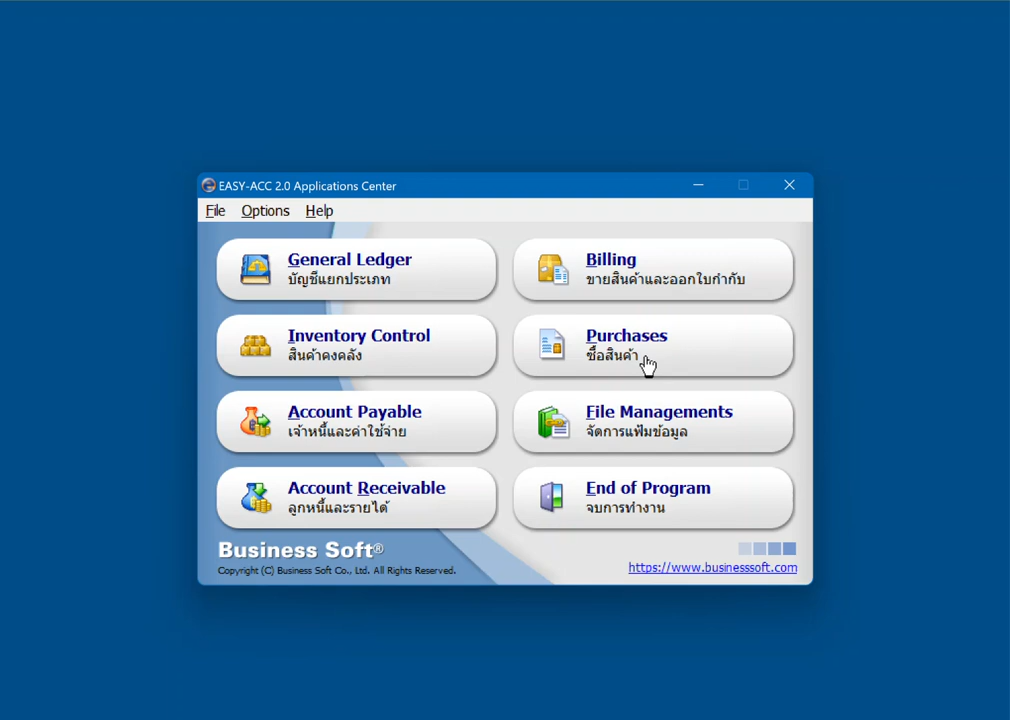 EASY-ACC 2.0 Applications Center
File Options Help
General Ledger
บัญชีแยกประเภท
Billing
ขายสินค้าและออกใบกำกับ
Inventory Control
สินค้าคงคลัง
Purchases
ซื้อสินค้า
Account Payable
เจ้าหนี้และค่าใช้จ่าย
File Managements
จัดการแฟ้มข้อมูล
Account Receivable
ลูกหนี้และรายได้
End of Program
จบการทำงาน
Business Soft®
Copyright (C) Business Soft Co., Ltd. All Rights Reserved.
https://www.businesssoft.com